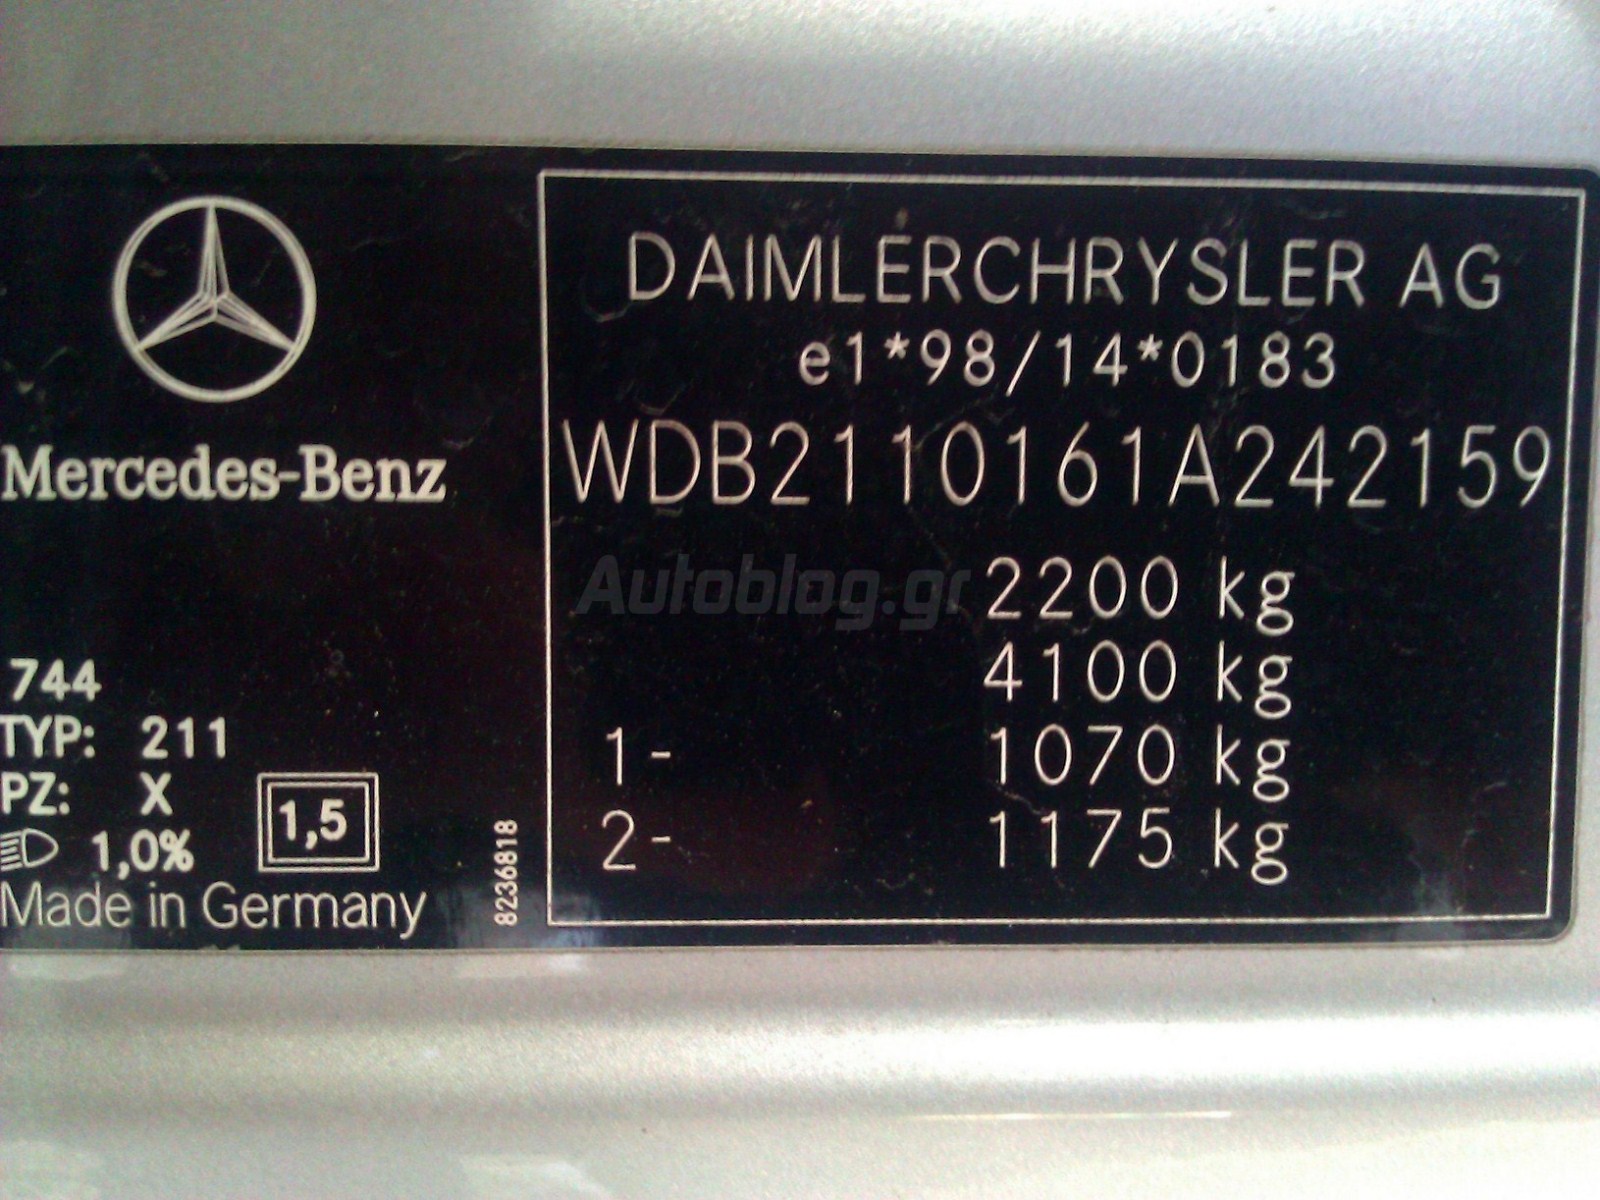 Mercedes-Benz
744
TYP: 211
PZ: X
1,0%
1,5
Made in Germany
8236818
DAIMLERCHRYSLER AG
e1*98/14*0183
WDB2110161A242159
Autoblog.gr
2200 kg
4100 kg
1- 1070 kg
2- 1175 kg